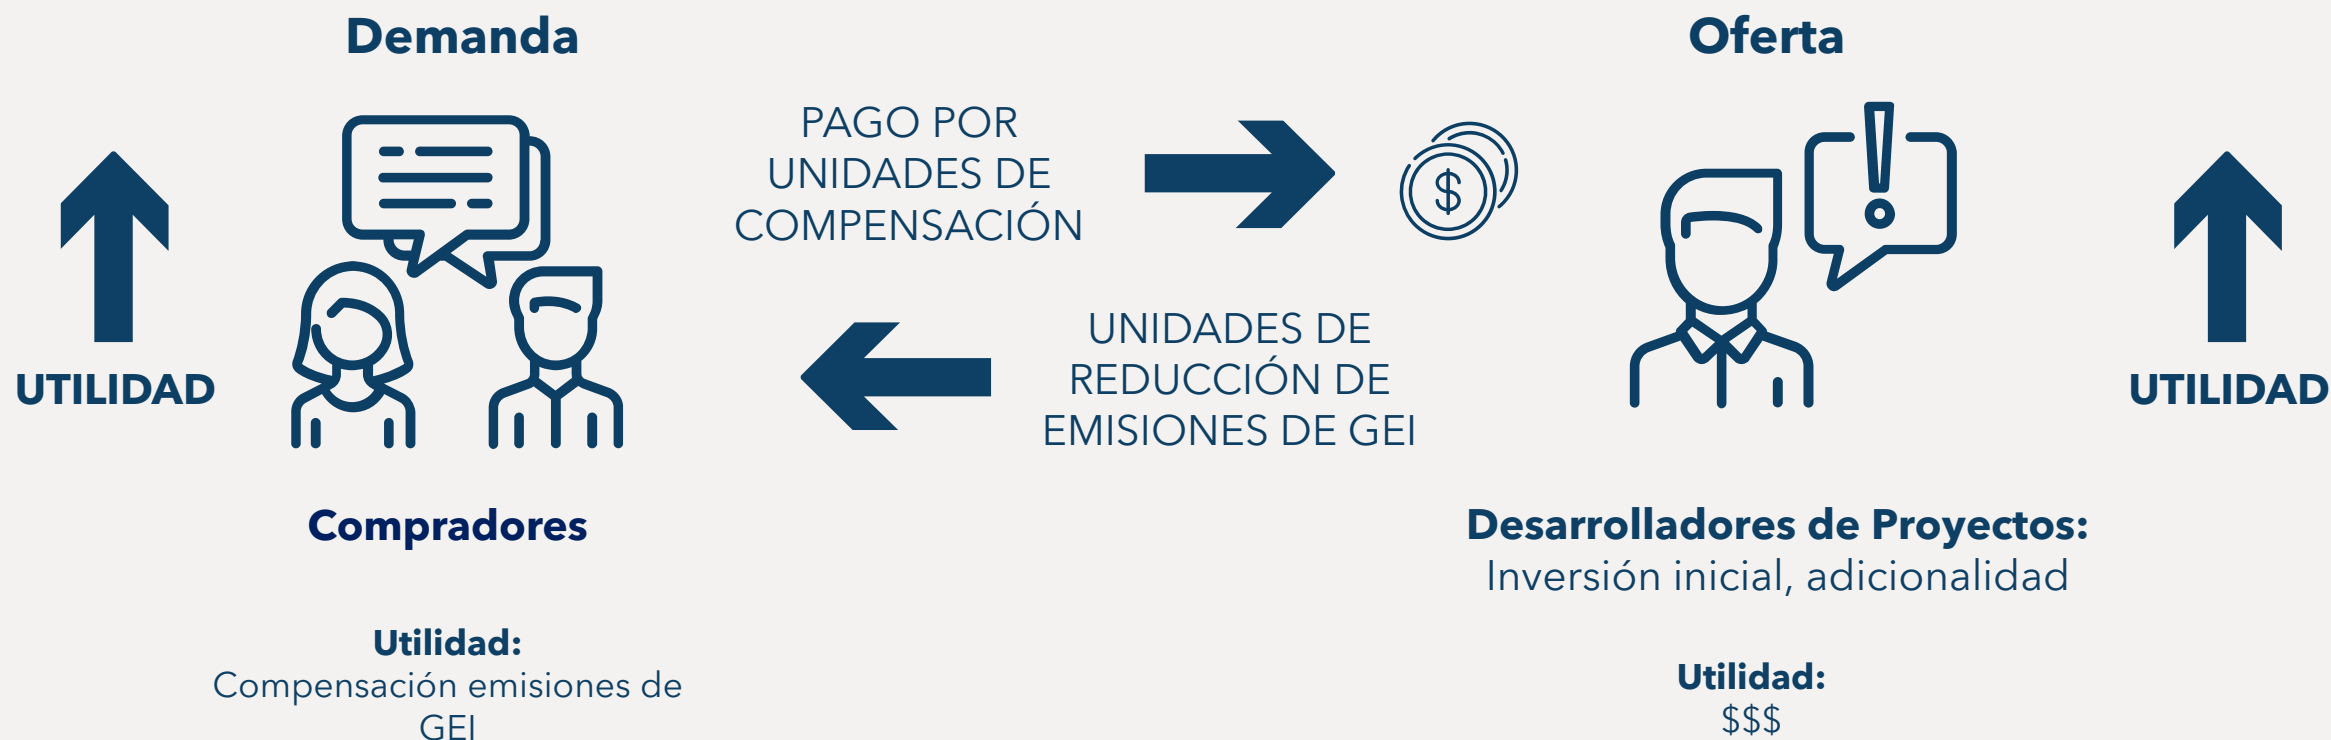 Demanda
Oferta
PAGO POR
UNIDADES DE
COMPENSACIÓN
$
UNIDADES DE
REDUCCIÓN DE
EMISIONES DE GEI
UTILIDAD
UTILIDAD
Compradores
Utilidad:
Compensación emisiones de
GEI
Desarrolladores de Proyectos:
Inversión inicial, adicionalidad
Utilidad:
$$$